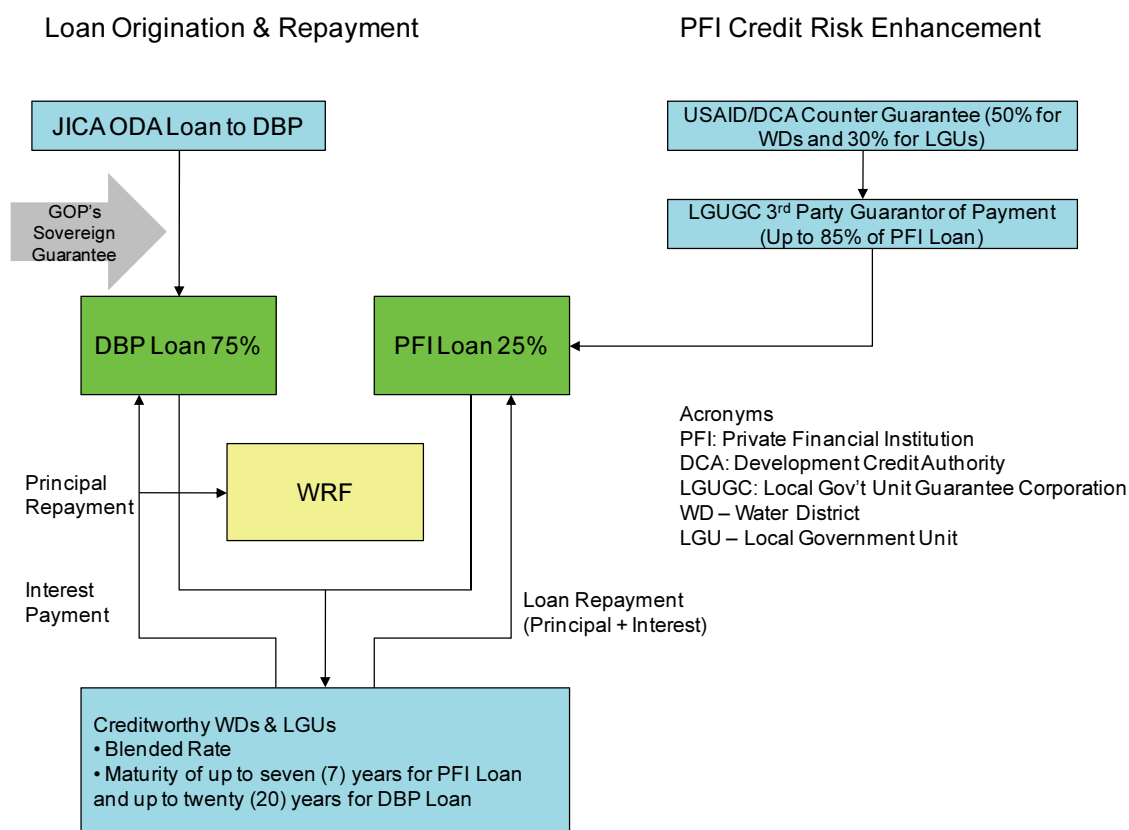 Loan Origination & Repayment
PFI Credit Risk Enhancement
JICA ODA Loan to DBP
USAID/DCA Counter Guarantee (50% for
WDs and 30% for LGUs)
GOP's
Sovereign
Guarantee
LGUGC 3rd Party Guarantor of Payment
(Up to 85% of PFI Loan)
DBP Loan 75%
PFI Loan 25%
Acronyms
PFI: Private Financial Institution
DCA: Development Credit Authority
LGUGC: Local Gov't Unit Guarantee Corporation
WD – Water District
LGU – Local Government Unit
Principal
Repayment
WRF
Interest
Payment
Loan Repayment
(Principal + Interest)
Creditworthy WDs & LGUs
• Blended Rate
• Maturity of up to seven (7) years for PFI Loan
and up to twenty (20) years for DBP Loan